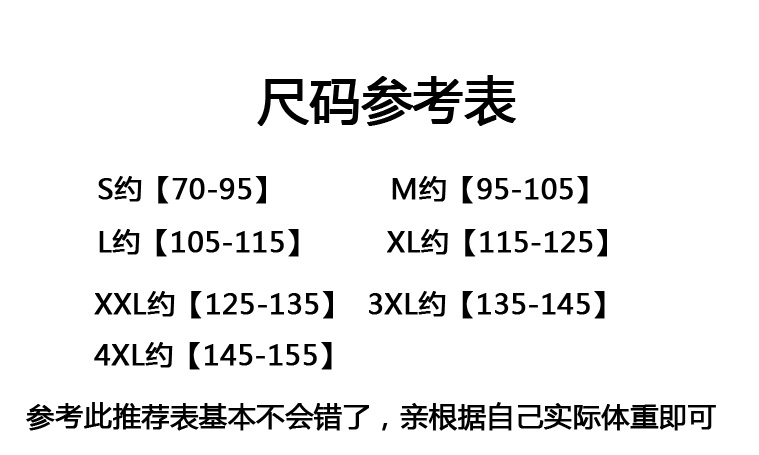 尺码参考表
S约【70-95】 M约【95-105】
L约【105-115】 XL约【115-125】
XXL约【125-135】 3XL约【135-145】
4XL约【145-155】
参考此推荐表基本不会错了，亲根据自己实际体重即可